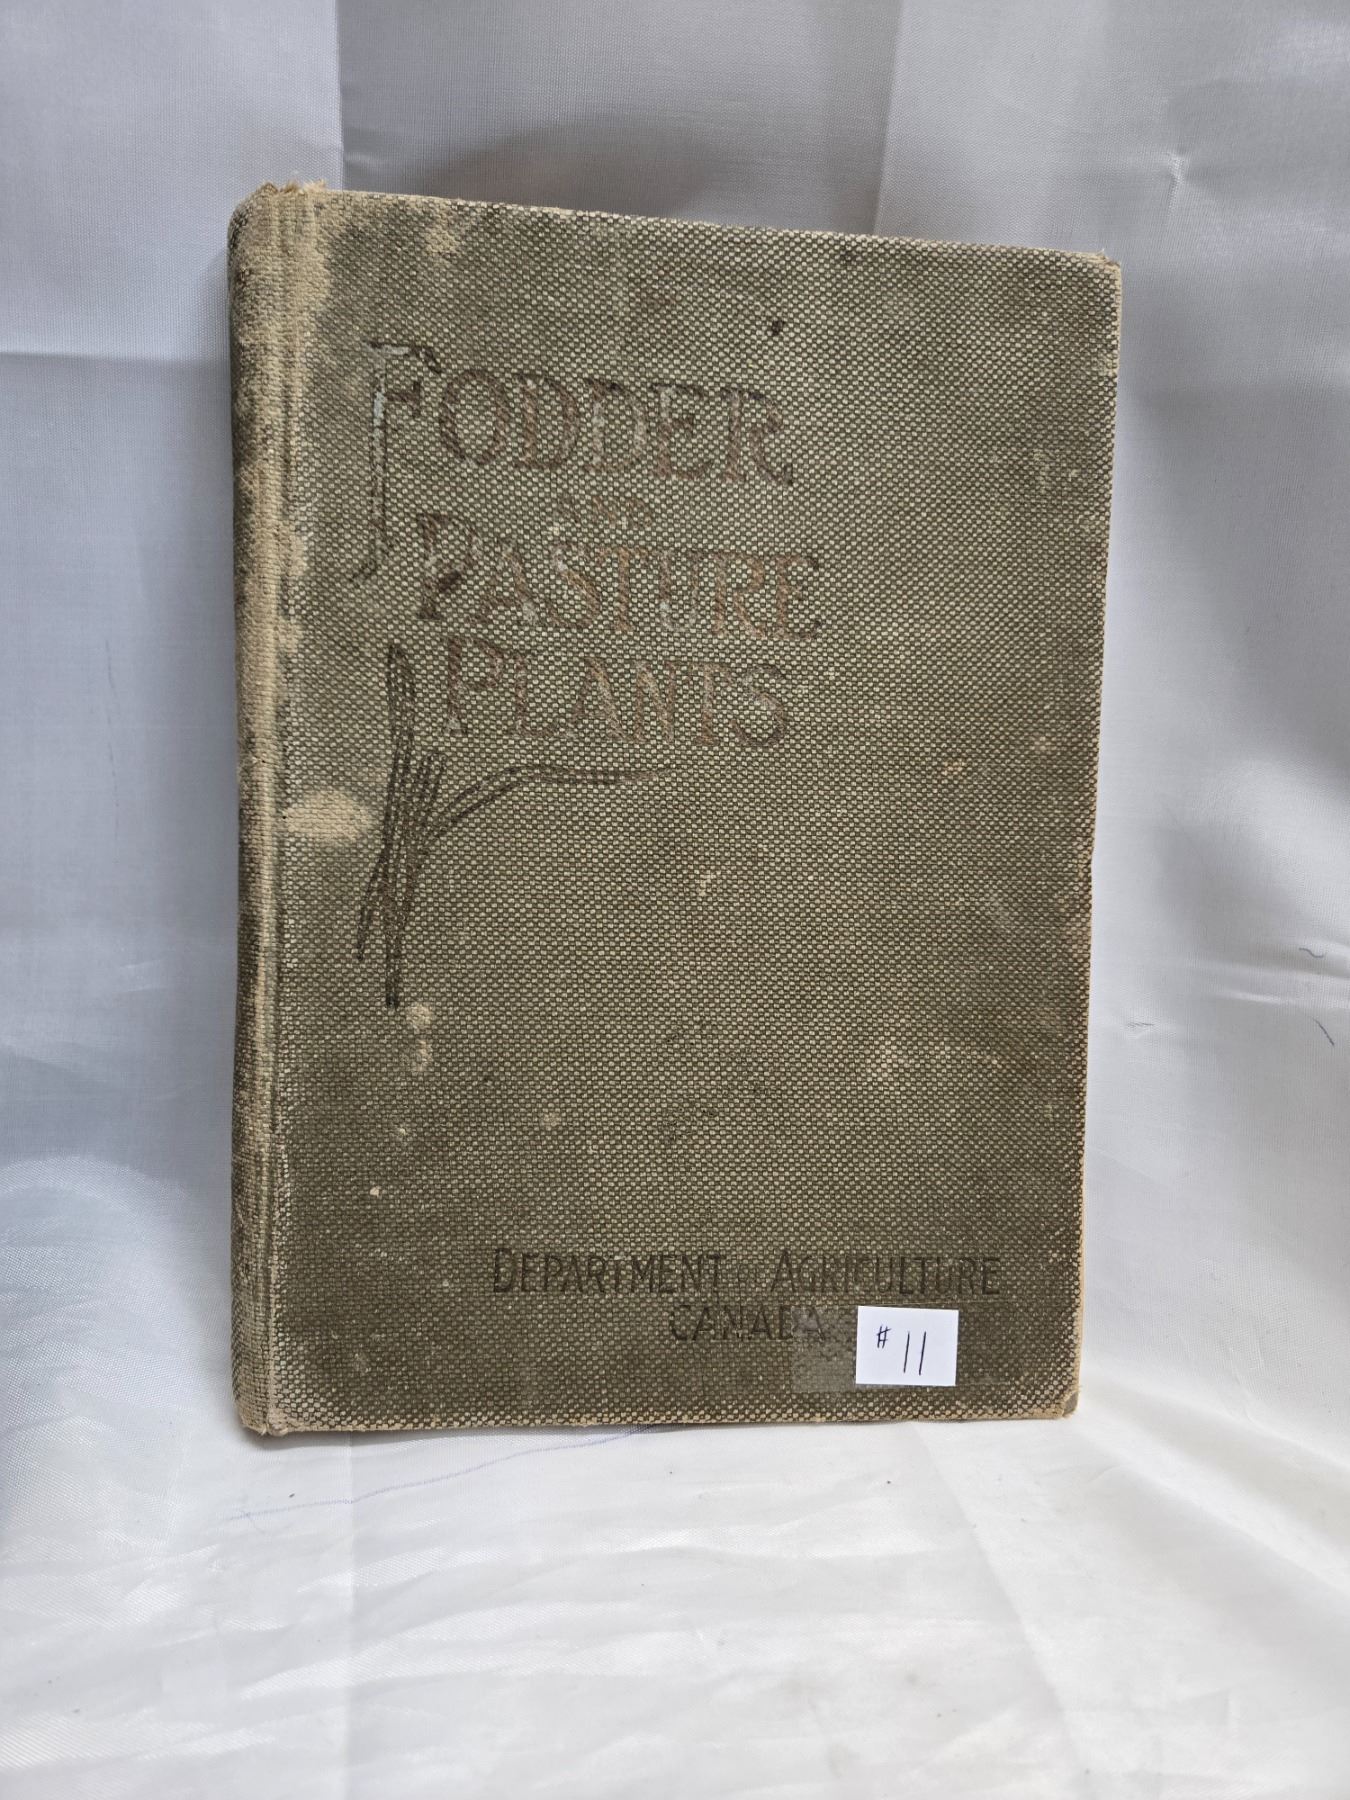 FODDER
AND
PASTURE
PLANTS
DEPARTMENT OF AGRICULTURE
CANADA
# 11